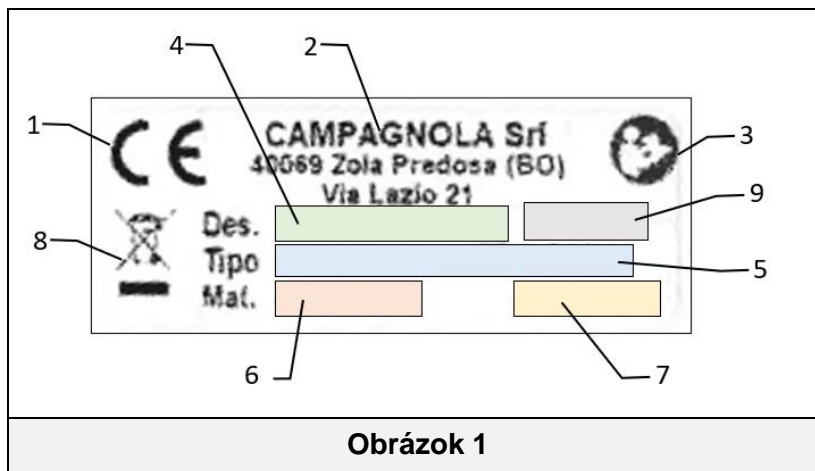 4 2
1 CE CAMPAGNOLA Srl 3
40069 Zola Predosa (BO)
Via Lazio 21 9
8 Des.
Tipo 5
Mat.
6 7
Obrázok 1